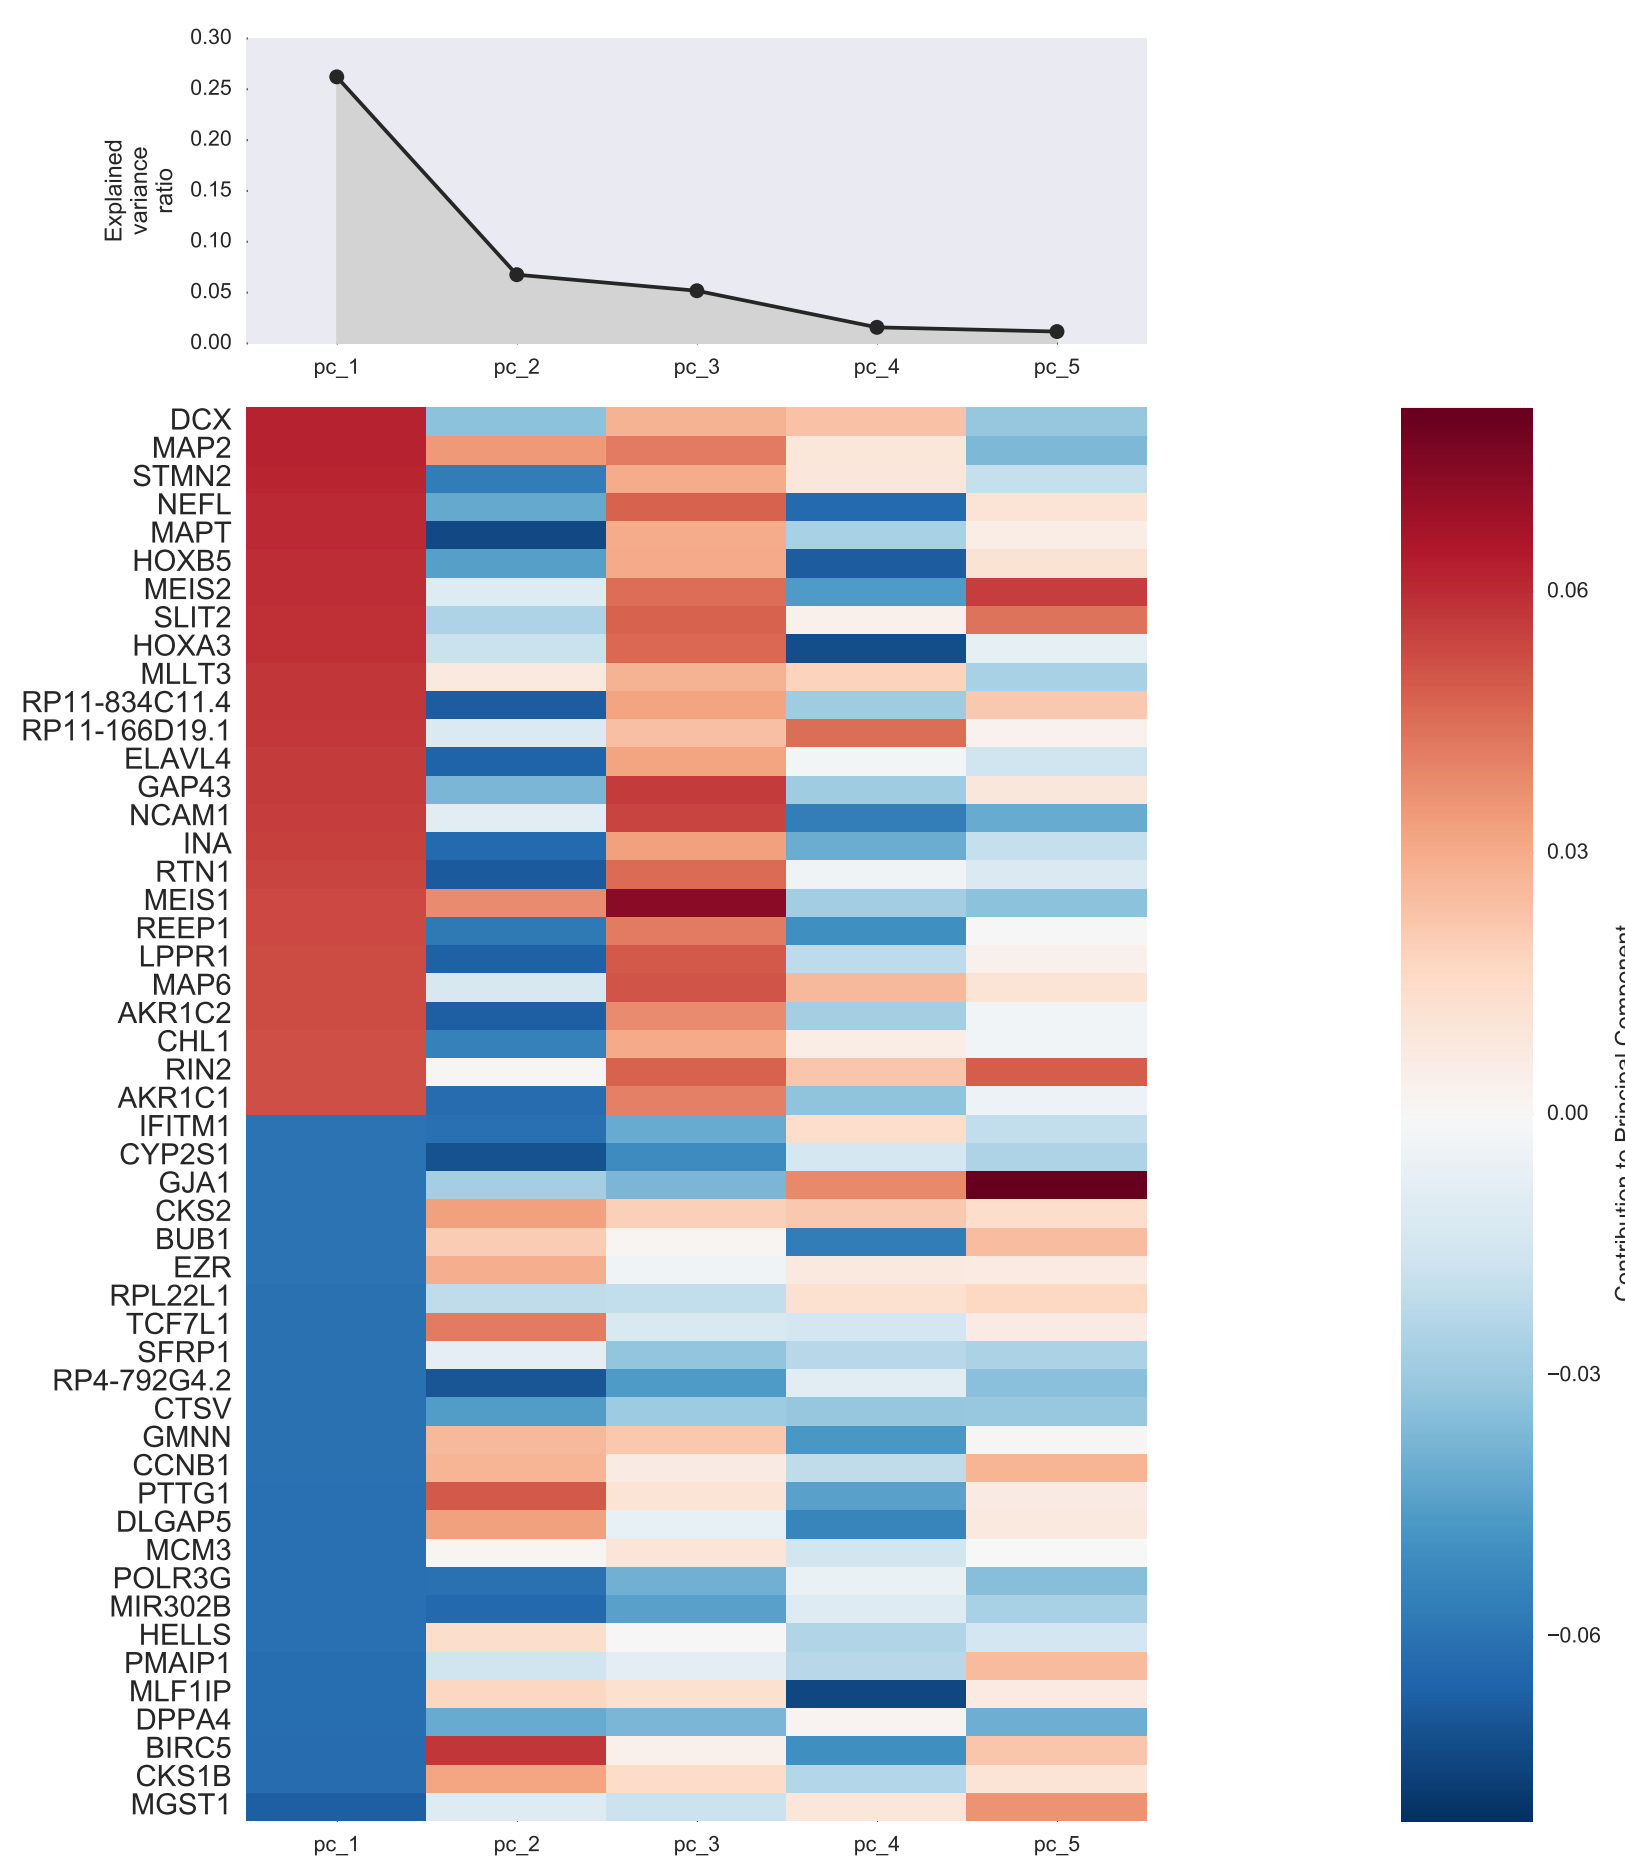 0.30
0.25
0.20
0.15
0.10
0.05
0.00
Explained
variance
ratio
pc_1 pc_2 pc_3 pc_4 pc_5
DCX
MAP2
STMN2
NEFL
MAPT
HOXB5
MEIS2
SLIT2
HOXA3
MLLT3
RP11-834C11.4
RP11-166D19.1
ELAVL4
GAP43
NCAM1
INA
RTN1
MEIS1
REEP1
LPPR1
MAP6
AKR1C2
CHL1
RIN2
AKR1C1
IFITM1
CYP2S1
GJA1
CKS2
BUB1
EZR
RPL22L1
TCF7L1
SFRP1
RP4-792G4.2
CTSV
GMNN
CCNB1
PTTG1
DLGAP5
MCM3
POLR3G
MIR302B
HELLS
PMAIP1
MLF1IP
DPPA4
BIRC5
CKS1B
MGST1
pc_1 pc_2 pc_3 pc_4 pc_5
0.06
0.03
0.00
−0.03
−0.06
Contribution to Principal Component